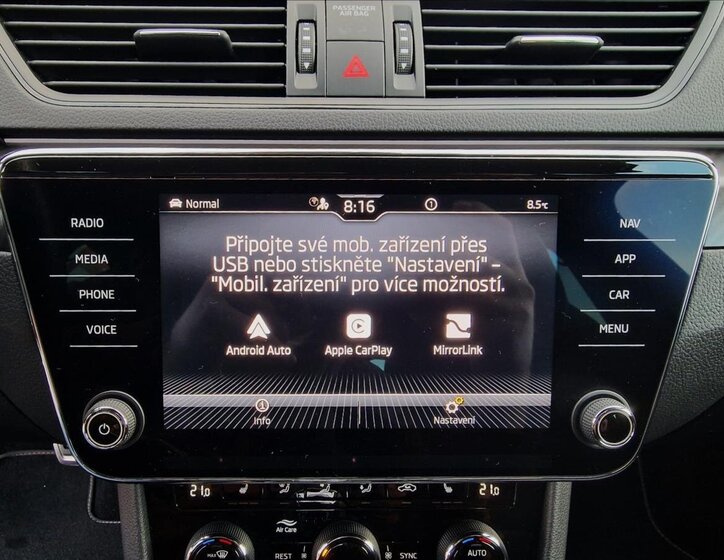 PASSENGER
AIR BAG
Normal 8:16 1 8.5°C
RADIO
MEDIA
PHONE
VOICE
Připojte své mob. zařízení přes
USB nebo stiskněte "Nastavení" –
"Mobil. zařízení" pro více možností.
Android Auto Apple CarPlay MirrorLink
Info Nastavení
NAV
APP
CAR
MENU
21.0 21.0
Air Care
MAX REST SYNC AUTO